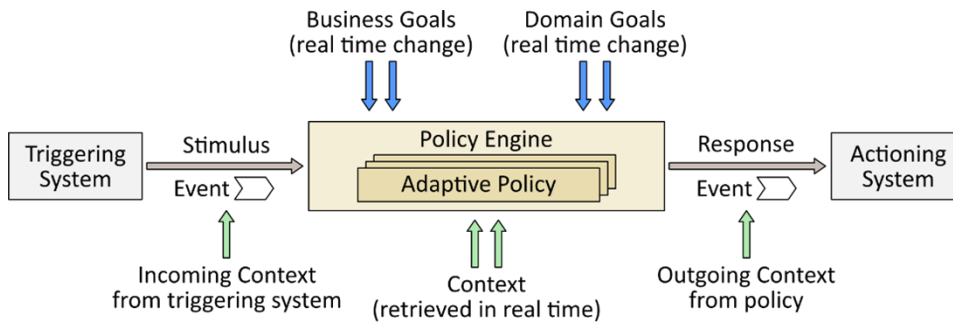 Business Goals
(real time change)
Domain Goals
(real time change)
Triggering
System
Stimulus
Event
Policy Engine
Adaptive Policy
Response
Event
Actioning
System
Incoming Context
from triggering system
Context
(retrieved in real time)
Outgoing Context
from policy